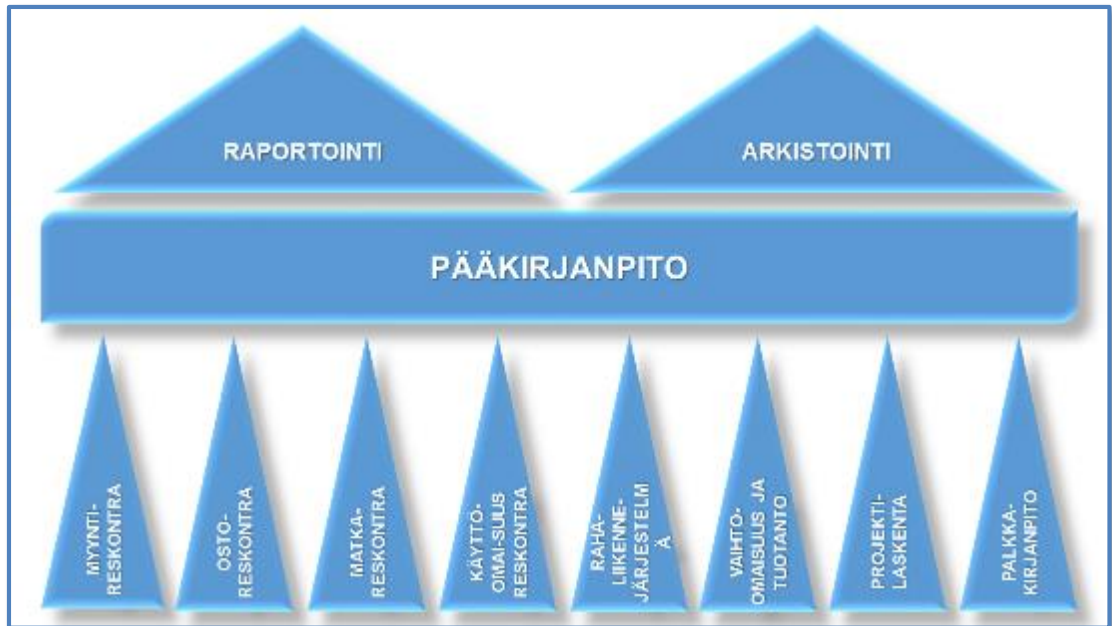 RAPORTOINTI
ARKISTOINTI
PÄÄKIRJANPITO
MYYNTI-
RESKONTRA
OSTO-
RESKONTRA
MATKA-
RESKONTRA
KÄYTTÖ-
OMAI-SUUS
RESKONTRA
RAHA-
LIIKENNE-
JÄRJESTELM
Ä
VAIHTO-
OMAISUUS JA
TUOTANTO
PROJEKTI-
LASKENTA
PALKKA-
KIRJANPITO